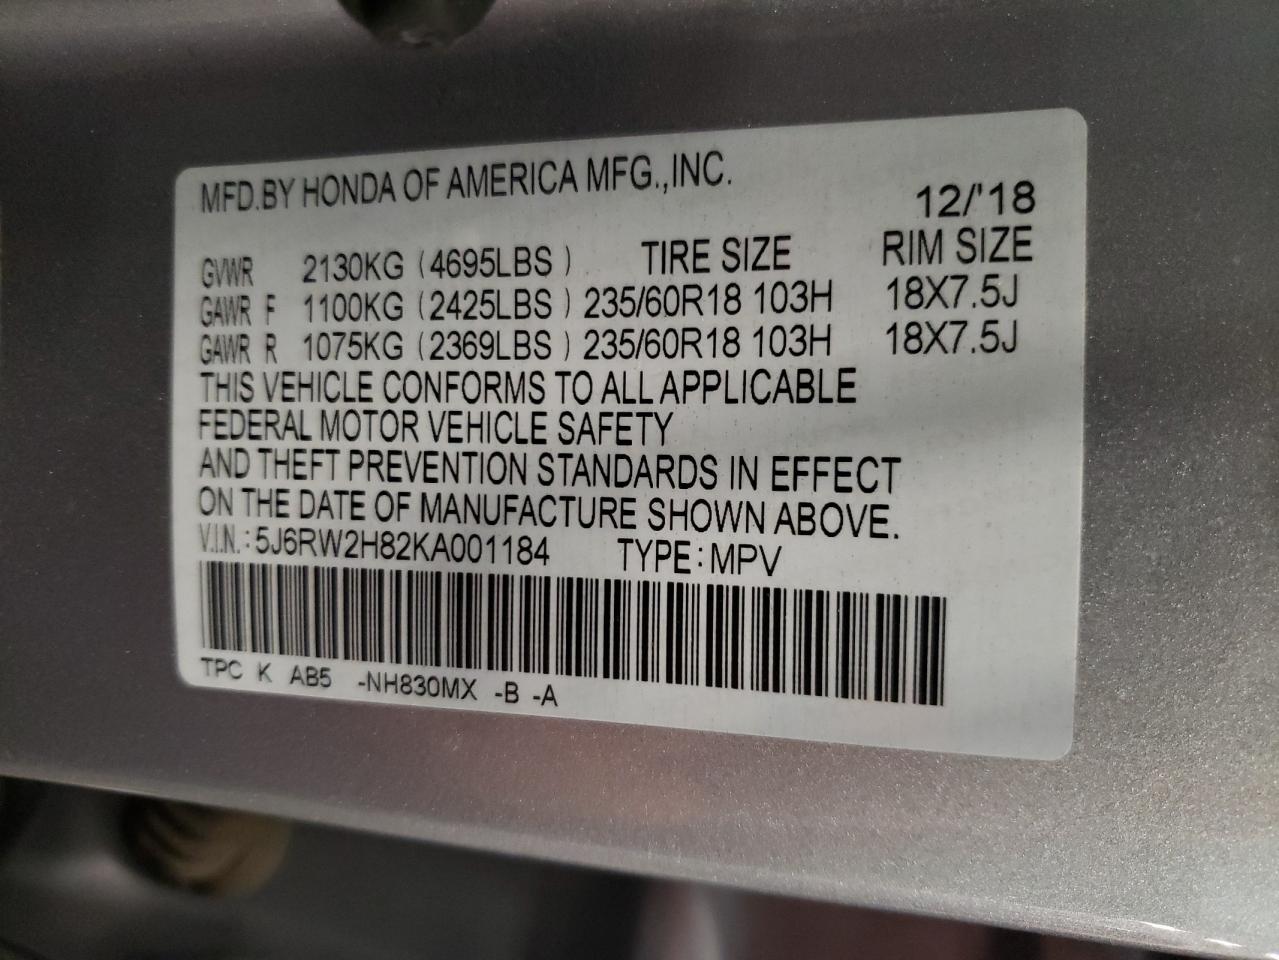 MFD.BY HONDA OF AMERICA MFG.,INC.
12/'18
GVWR 2130KG (4695LBS) TIRE SIZE RIM SIZE
GAWR F 1100KG (2425LBS) 235/60R18 103H 18X7.5J
GAWR R 1075KG (2369LBS) 235/60R18 103H 18X7.5J
THIS VEHICLE CONFORMS TO ALL APPLICABLE
FEDERAL MOTOR VEHICLE SAFETY
AND THEFT PREVENTION STANDARDS IN EFFECT
ON THE DATE OF MANUFACTURE SHOWN ABOVE.
V.I.N.: 5J6RW2H82KA001184 TYPE: MPV
TPC K AB5 -NH830MX -B -A